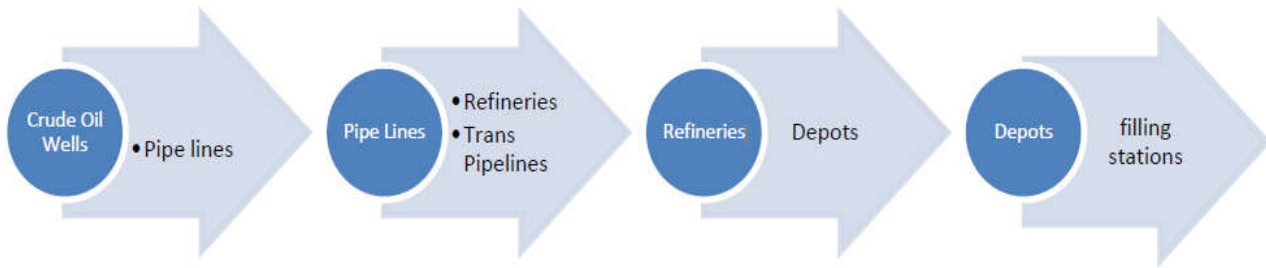 Crude Oil
Wells
• Pipe lines
Pipe Lines
• Refineries
• Trans
Pipelines
Refineries
Depots
Depots
filling
stations